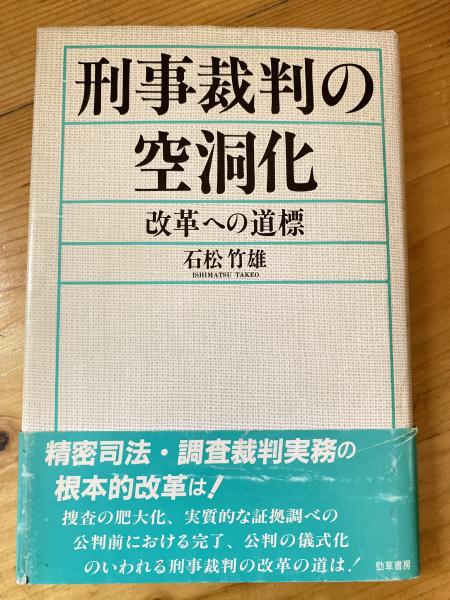 刑事裁判の
空洞化
改革への道標
石松竹雄
ISHIMATSU TAKEO
精密司法・調査裁判実務の
根本的改革は!
捜査の肥大化、実質的な証拠調べの
公判前における完了、公判の儀式化
のいわれる刑事裁判の改革の道は!
勁草書房